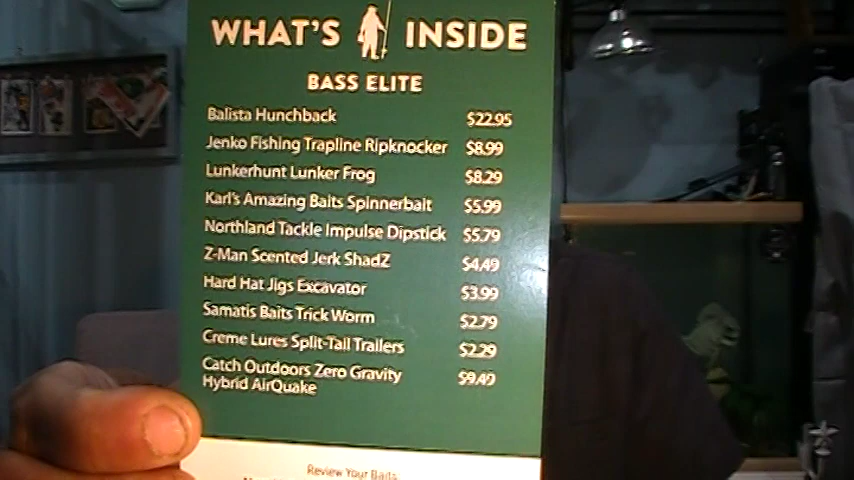 WHAT'S INSIDE
BASS ELITE
Balista Hunchback $22.95
Jenko Fishing Trapline Ripknocker $8.99
Lunkerhunt Lunker Frog $8.29
Karl's Amazing Baits Spinnerbait $5.99
Northland Tackle Impulse Dipstick $5.79
Z-Man Scented Jerk ShadZ $4.49
Hard Hat Jigs Excavator $3.99
Samatis Baits Trick Worm $2.79
Creme Lures Split-Tail Trailers $2.29
Catch Outdoors Zero Gravity $9.49
Hybrid AirQuake
Review Your Baits